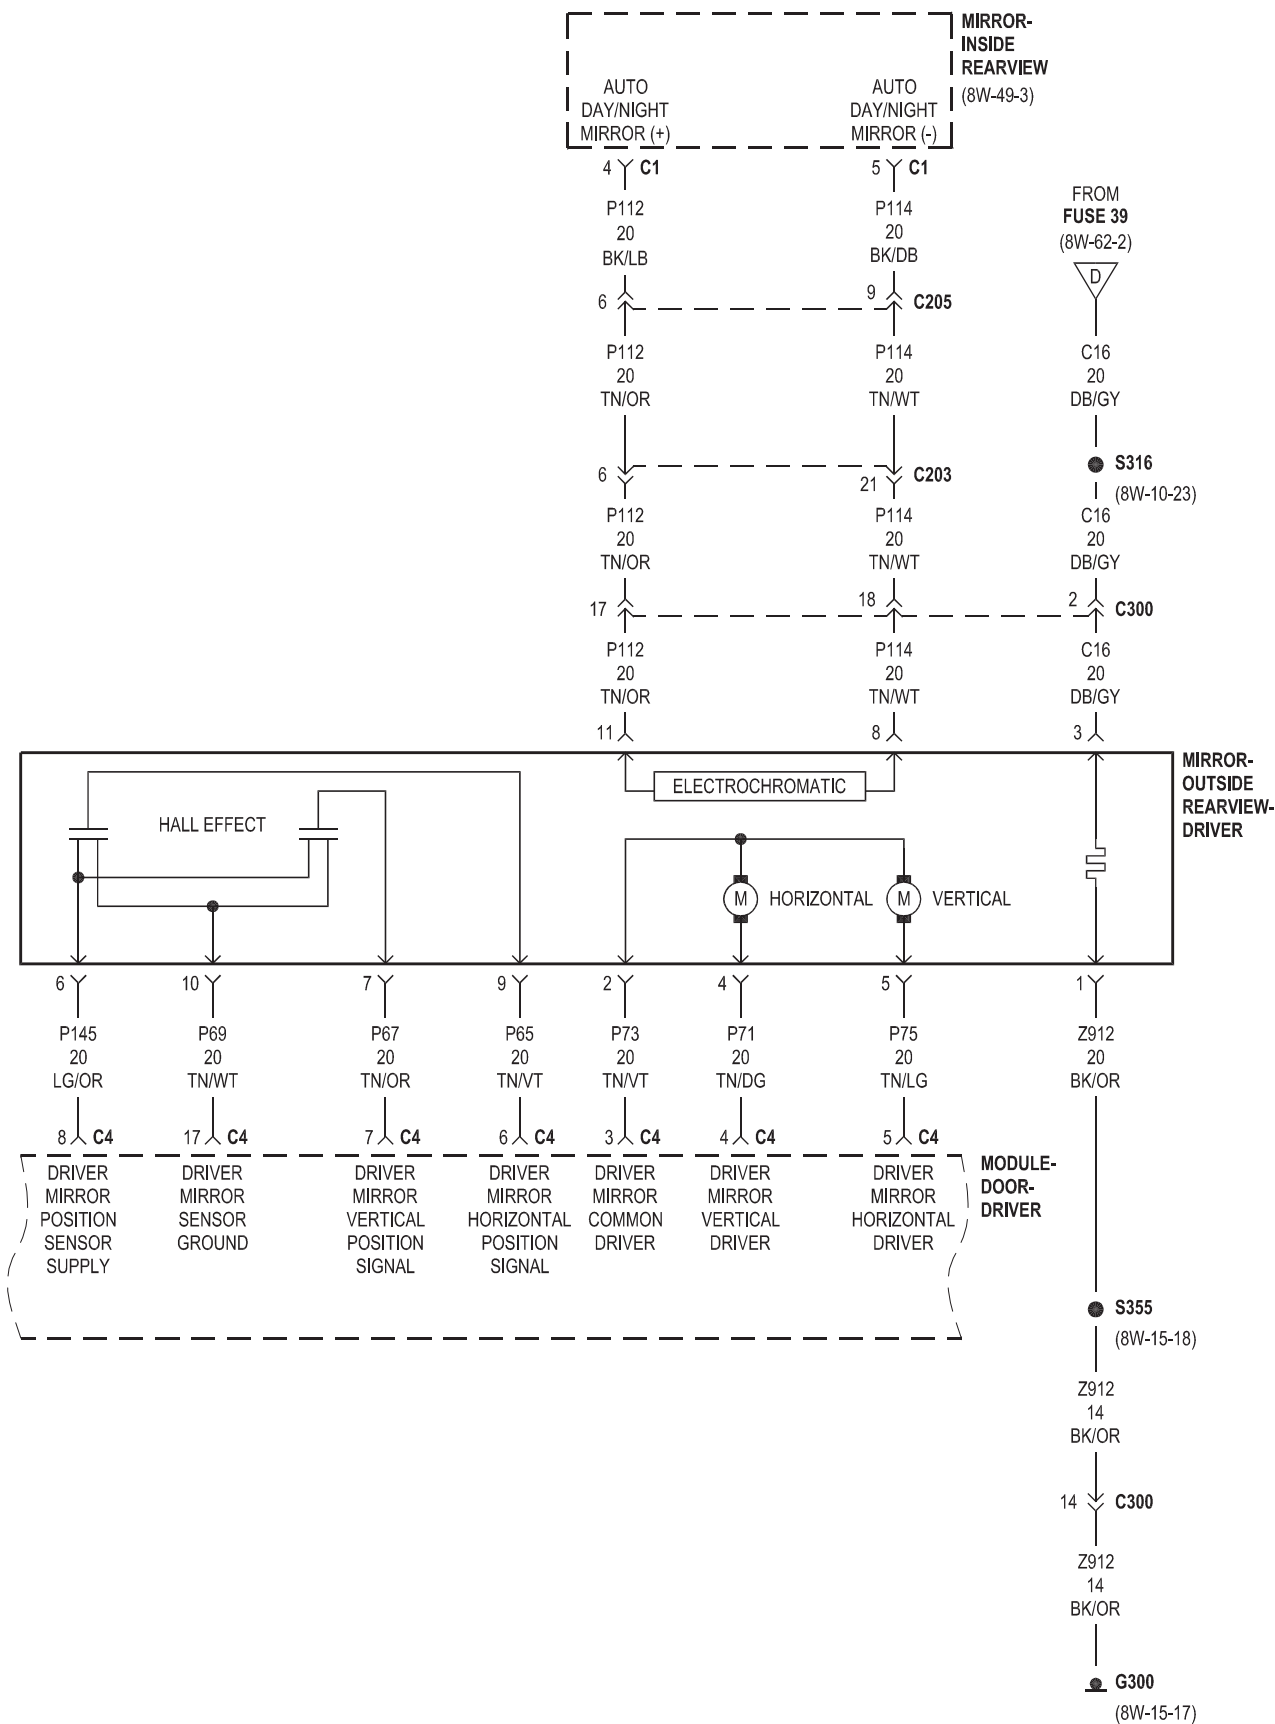 MIRROR-
INSIDE
REARVIEW
(8W-49-3)
AUTO
DAY/NIGHT
MIRROR (+)
AUTO
DAY/NIGHT
MIRROR (-)
4 C1
5 C1
P112
20
BK/LB
P114
20
BK/DB
FROM
FUSE 39
(8W-62-2)
D
6
9 C205
P112
20
TN/OR
P114
20
TN/WT
C16
20
DB/GY
6
21 C203
S316
(8W-10-23)
P112
20
TN/OR
P114
20
TN/WT
C16
20
DB/GY
17
18
2 C300
P112
20
TN/OR
P114
20
TN/WT
C16
20
DB/GY
11
8
3
MIRROR-
OUTSIDE
REARVIEW-
DRIVER
ELECTROCHROMATIC
HALL EFFECT
M HORIZONTAL
M VERTICAL
6
10
7
9
2
4
5
1
P145
20
LG/OR
P69
20
TN/WT
P67
20
TN/OR
P65
20
TN/VT
P73
20
TN/VT
P71
20
TN/DG
P75
20
TN/LG
Z912
20
BK/OR
8 C4
17 C4
7 C4
6 C4
3 C4
4 C4
5 C4
DRIVER
MIRROR
POSITION
SENSOR
SUPPLY
DRIVER
MIRROR
SENSOR
GROUND
DRIVER
MIRROR
VERTICAL
POSITION
SIGNAL
DRIVER
MIRROR
HORIZONTAL
POSITION
SIGNAL
DRIVER
MIRROR
COMMON
DRIVER
DRIVER
MIRROR
VERTICAL
DRIVER
DRIVER
MIRROR
HORIZONTAL
DRIVER
MODULE-
DOOR-
DRIVER
S355
(8W-15-18)
Z912
14
BK/OR
14 C300
Z912
14
BK/OR
G300
(8W-15-17)